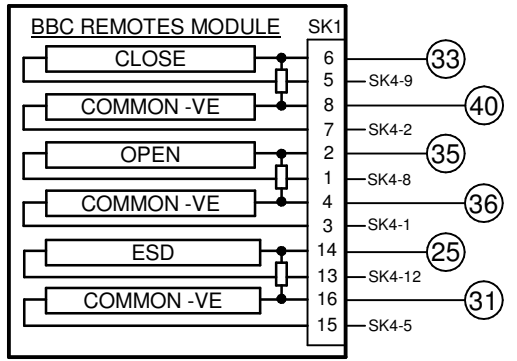 BBC REMOTES MODULE SK1
CLOSE 6 33
5 SK4-9
COMMON -VE 8 40
7 SK4-2
OPEN 2 35
1 SK4-8
COMMON -VE 4 36
3 SK4-1
ESD 14 25
13 SK4-12
COMMON -VE 16 31
15 SK4-5